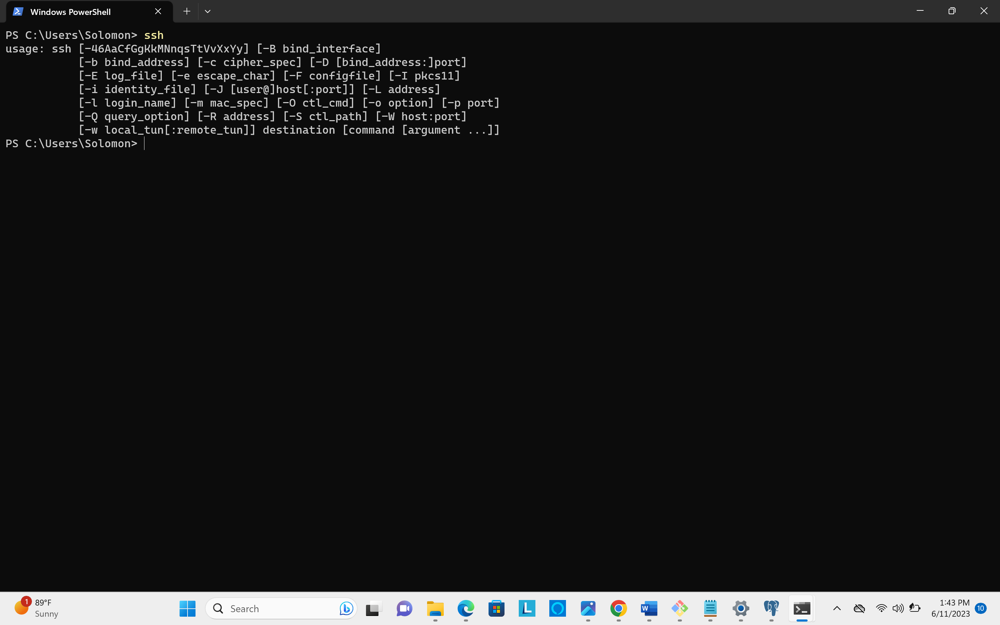 Windows PowerShell
PS C:\Users\Solomon> ssh
usage: ssh [-46AaCfGgKkMNnqsTtVvXxYy] [-B bind_interface]
           [-b bind_address] [-c cipher_spec] [-D [bind_address:]port]
           [-E log_file] [-e escape_char] [-F configfile] [-I pkcs11]
           [-i identity_file] [-J [user@]host[:port]] [-L address]
           [-l login_name] [-m mac_spec] [-O ctl_cmd] [-o option] [-p port]
           [-Q query_option] [-R address] [-S ctl_path] [-W host:port]
           [-w local_tun[:remote_tun]] destination [command [argument ...]]
PS C:\Users\Solomon>
1
89°F
Sunny
Search
L
W
1:43 PM
6/11/2023
10